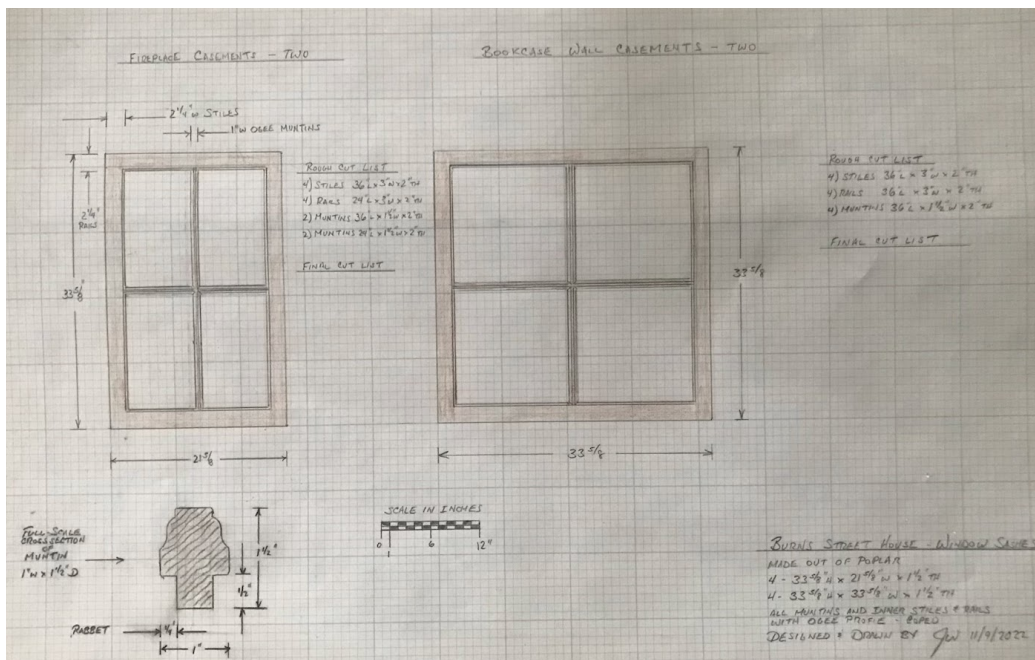 FIREPLACE CASEMENTS - TWO
BOOKCASE WALL CASEMENTS - TWO
2 1/4" W STILES
1" W OGEE MUNTINS
2 1/4"
RAILS
33 5/8"
21 5/8
ROUGH CUT LIST
4) STILES 36"L x 3"W x 2"TH
4) RAILS 24"L x 3"W x 2"TH
2) MUNTINS 36"L x 1 1/2"W x 2"TH
2) MUNTINS 24"L x 1 1/2"W x 2"TH
FINAL CUT LIST
33 5/8"
33 5/8
ROUGH CUT LIST
4) STILES 36"L x 3"W x 2"TH
4) RAILS 36"L x 3"W x 2"TH
4) MUNTINS 36"L x 1 1/2"W x 2"TH
FINAL CUT LIST
FULL-SCALE
CROSS SECTION
OF
MUNTIN
1"W x 1 1/2"D
1 1/2"
1/2"
RABBET
1/4"
1"
SCALE IN INCHES
0 1 6 12"
BURNS STREET HOUSE - WINDOW
MADE OUT OF POPLAR
4 - 33 5/8"H x 21 5/8"W x 1 1/2"TH
4 - 33 5/8"H x 33 5/8"W x 1 1/2"TH
ALL MUNTINS AND INNER STILES & RAILS
WITH OGEE PROFILE - COPED
DESIGNED & DRAWN BY JW 11/9/2022